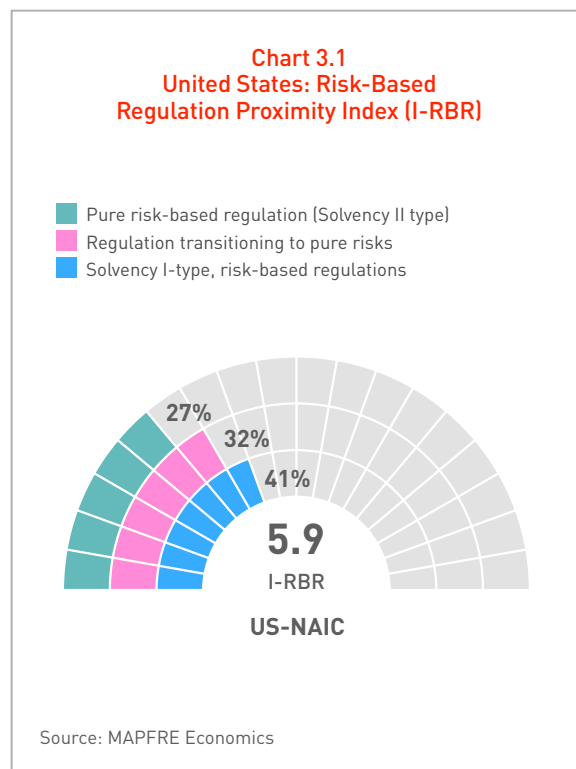 Chart 3.1
United States: Risk-Based
Regulation Proximity Index (I-RBR)
Pure risk-based regulation (Solvency II type)
Regulation transitioning to pure risks
Solvency I-type, risk-based regulations
27%
32%
41%
5.9
I-RBR
US-NAIC
Source: MAPFRE Economics